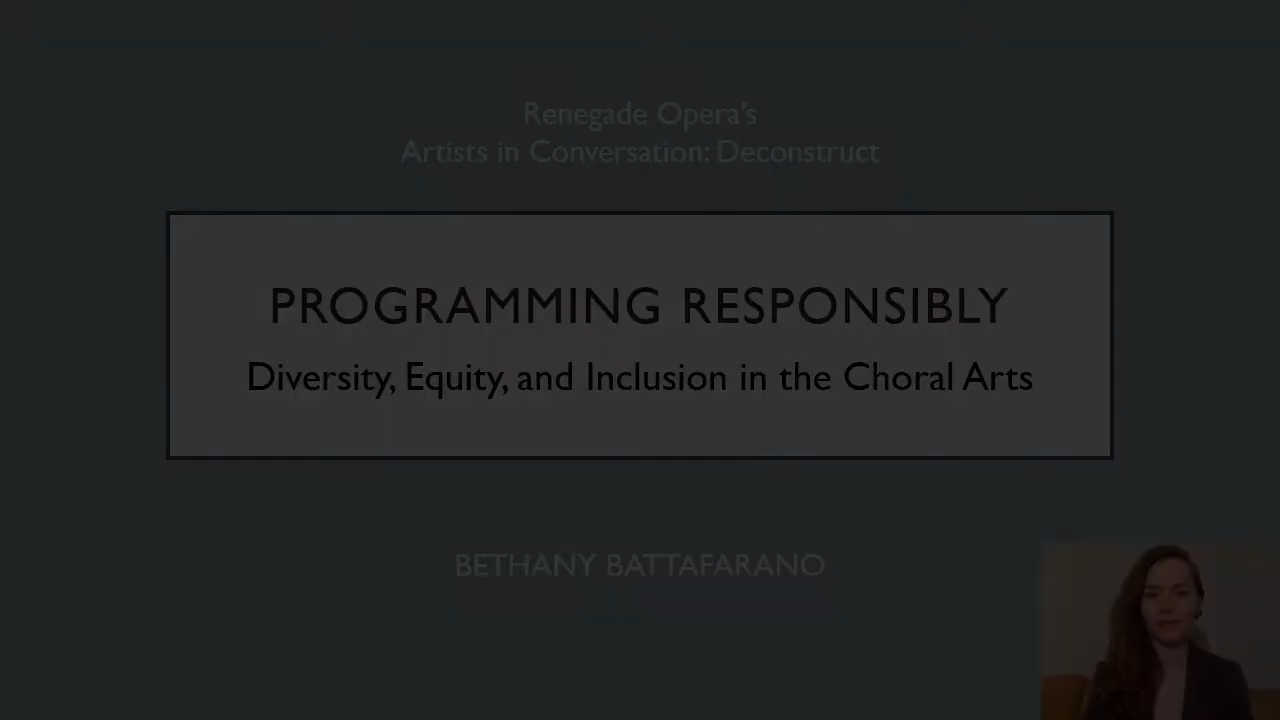 Renegade Opera's
Artists in Conversation: Deconstruct
PROGRAMMING RESPONSIBLY
Diversity, Equity, and Inclusion in the Choral Arts
BETHANY BATTAFARANO